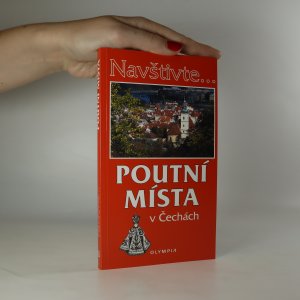 Navštivte...
POUTNÍ
MÍSTA
v Čechách
OLYMPIA